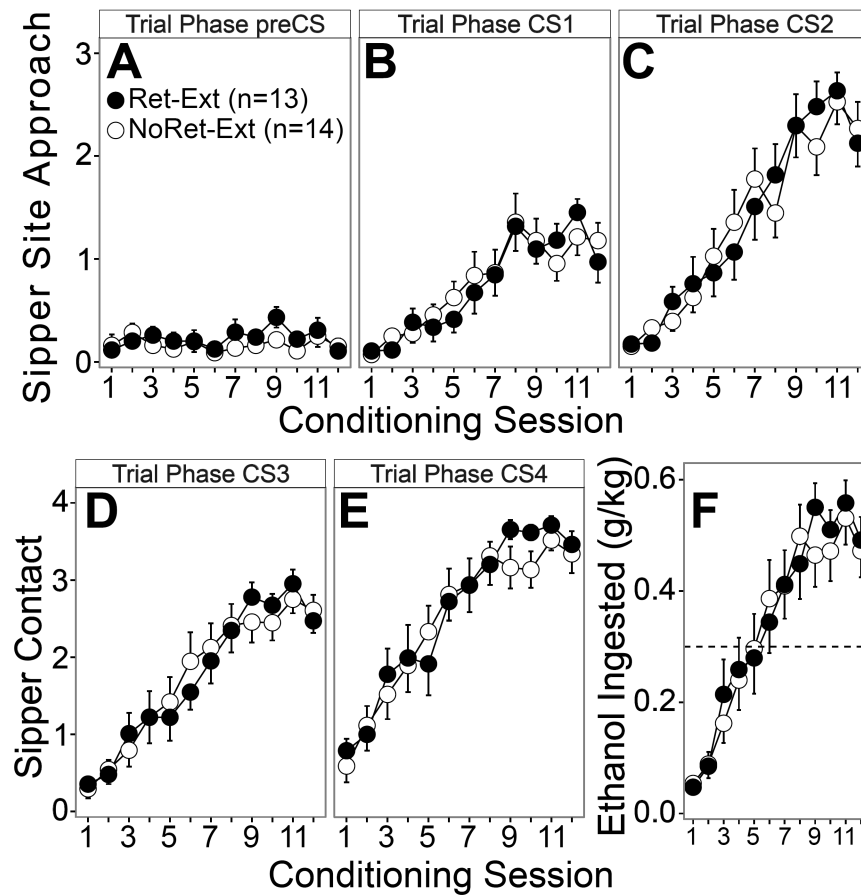 Trial Phase preCS
Trial Phase CS1
Trial Phase CS2
A
B
C
Ret-Ext (n=13)
NoRet-Ext (n=14)
Sipper Site Approach
3
2
1
0
1 3 5 7 9 11
1 3 5 7 9 11
1 3 5 7 9 11
Conditioning Session
Trial Phase CS3
Trial Phase CS4
D
E
F
Sipper Contact
4
3
2
1
0
1 3 5 7 9 11
1 3 5 7 9 11
Conditioning Session
Ethanol Ingested (g/kg)
0.6
0.4
0.2
0.0
1 3 5 7 9 11